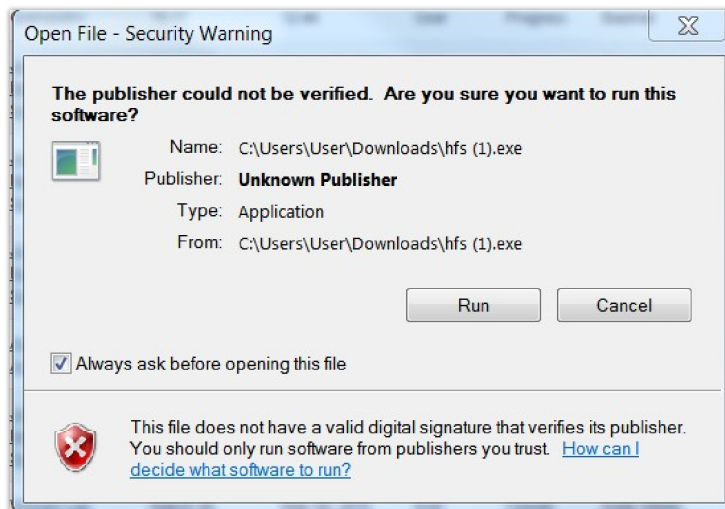 Open File - Security Warning
The publisher could not be verified.  Are you sure you want to run this
software?
Name: C:\Users\User\Downloads\hfs (1).exe
Publisher: Unknown Publisher
Type: Application
From: C:\Users\User\Downloads\hfs (1).exe
Run Cancel
Always ask before opening this file
This file does not have a valid digital signature that verifies its publisher.
You should only run software from publishers you trust.  How can I
decide what software to run?